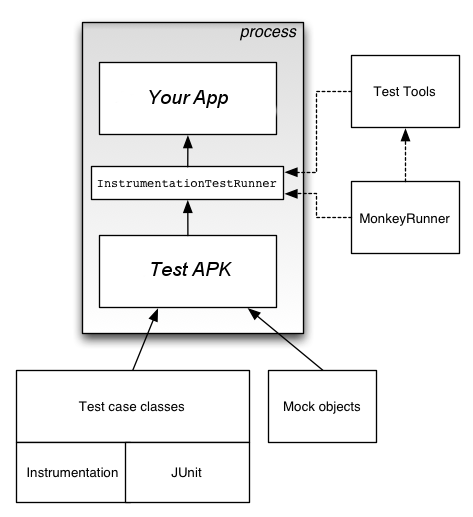 process
Your App
Test Tools
InstrumentationTestRunner
MonkeyRunner
Test APK
Test case classes
Mock objects
Instrumentation
JUnit